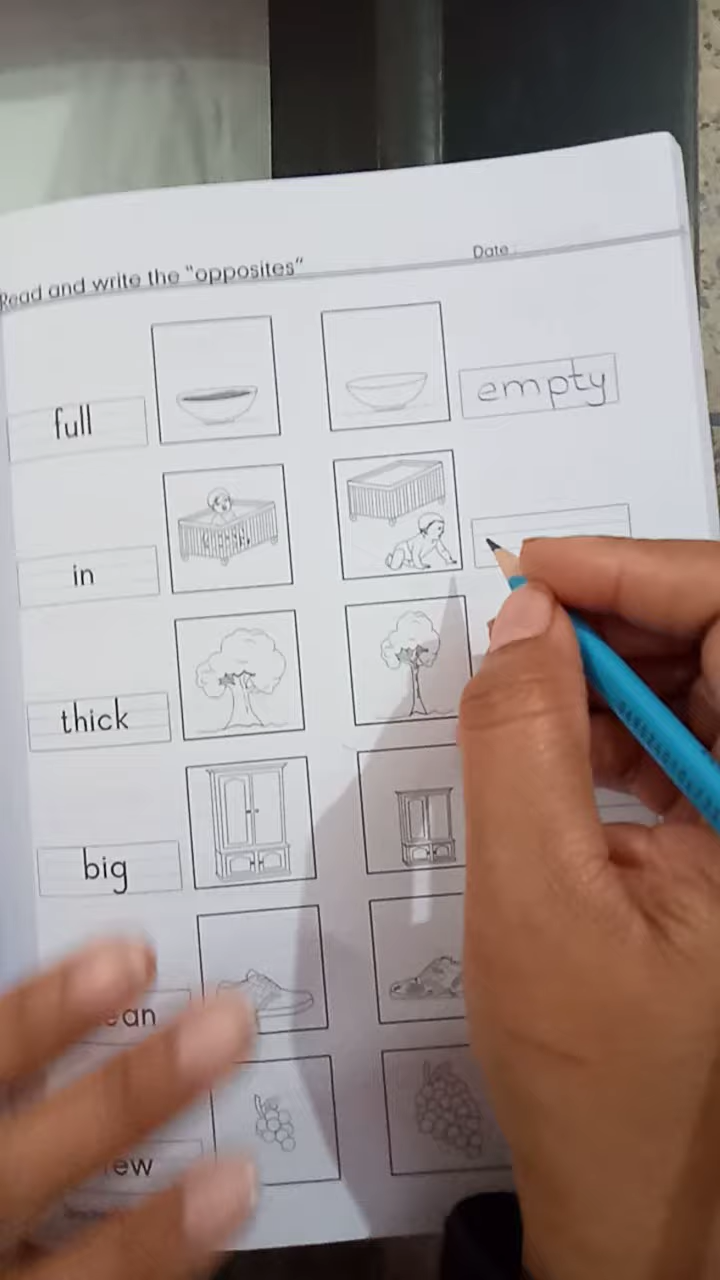 Read and write the "opposites"
Date
full
empty
in
thick
big